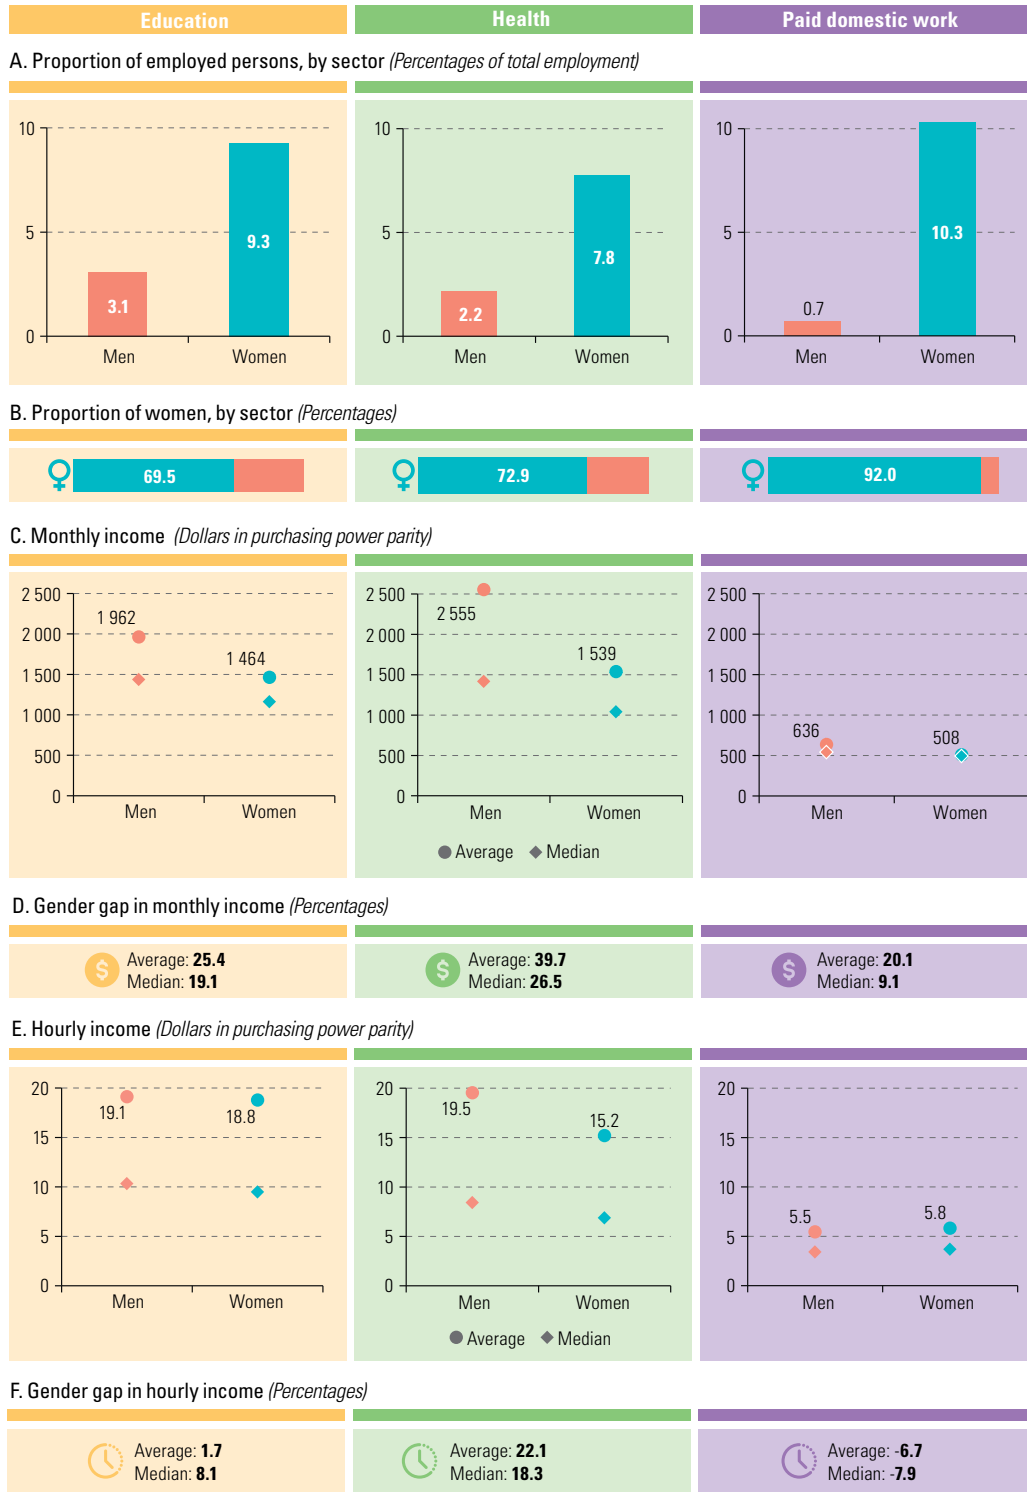 Education
Health
Paid domestic work
A. Proportion of employed persons, by sector (Percentages of total employment)
10
5
0
3.1
9.3
Men
Women
10
5
0
2.2
7.8
Men
Women
10
5
0
0.7
10.3
Men
Women
B. Proportion of women, by sector (Percentages)
69.5
72.9
92.0
C. Monthly income (Dollars in purchasing power parity)
2 500
2 000
1 500
1 000
500
0
1 962
1 464
Men
Women
2 500
2 000
1 500
1 000
500
0
2 555
1 539
Men
Women
Average
Median
2 500
2 000
1 500
1 000
500
0
636
508
Men
Women
D. Gender gap in monthly income (Percentages)
$
Average: 25.4
Median: 19.1
$
Average: 39.7
Median: 26.5
$
Average: 20.1
Median: 9.1
E. Hourly income (Dollars in purchasing power parity)
20
15
10
5
0
19.1
18.8
Men
Women
20
15
10
5
0
19.5
15.2
Men
Women
Average
Median
20
15
10
5
0
5.5
5.8
Men
Women
F. Gender gap in hourly income (Percentages)
Average: 1.7
Median: 8.1
Average: 22.1
Median: 18.3
Average: -6.7
Median: -7.9